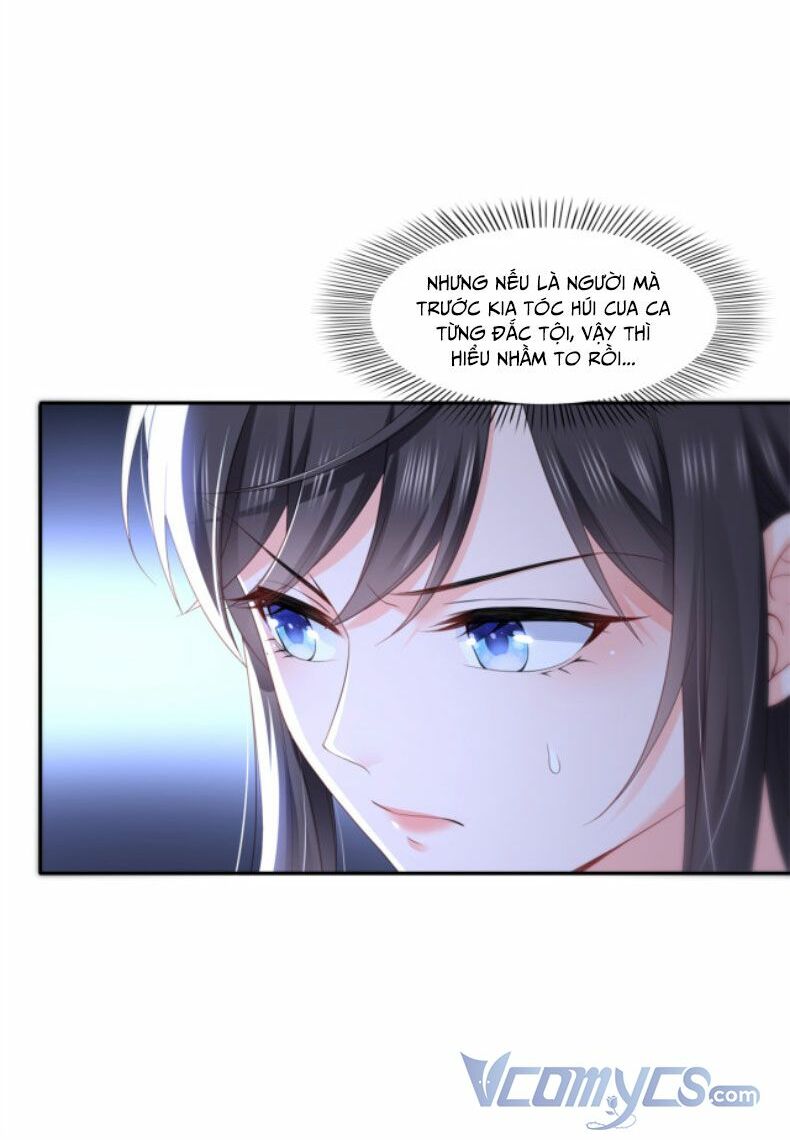 NHƯNG NẾU LÀ NGƯỜI MÀ
TRƯỚC KIA TÓC HÚI CUA CA
TỪNG ĐẮC TỘI, VẬY THÌ
HIỂU NHẦM TO RỒI...
VCOMYCS.com